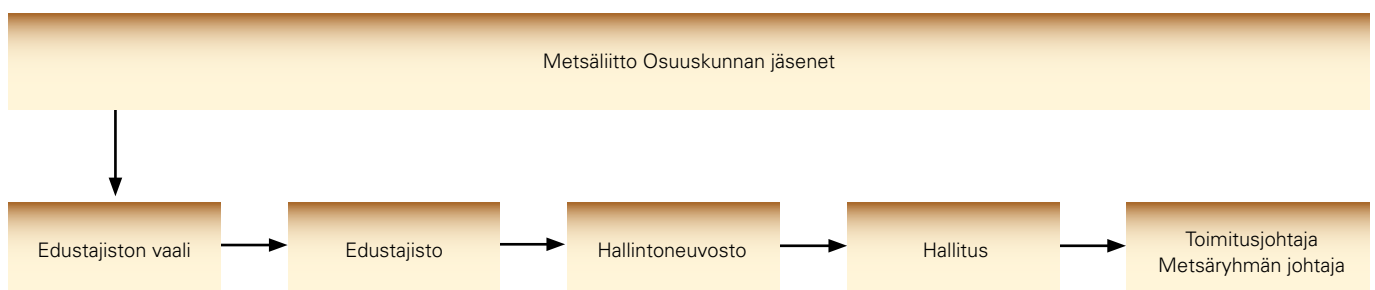 Metsäliitto Osuuskunnan jäsenet
Edustajiston vaali
Edustajisto
Hallintoneuvosto
Hallitus
Toimitusjohtaja
Metsäryhmän johtaja